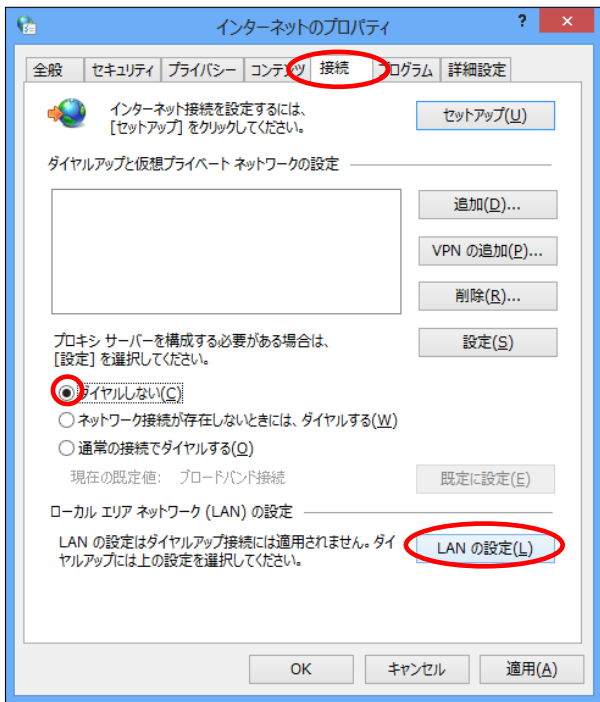 インターネットのプロパティ
?
×
全般 セキュリティ プライバシー コンテンツ 接続 プログラム 詳細設定
インターネット接続を設定するには、
[セットアップ] をクリックしてください。
セットアップ(U)
ダイヤルアップと仮想プライベート ネットワークの設定
追加(D)...
VPN の追加(P)...
削除(R)...
プロキシ サーバーを構成する必要がある場合は、
[設定] を選択してください。
設定(S)
ダイヤルしない(C)
ネットワーク接続が存在しないときには、ダイヤルする(W)
通常の接続でダイヤルする(O)
現在の既定値: ブロードバンド接続
既定に設定(E)
ローカル エリア ネットワーク (LAN) の設定
LAN の設定はダイヤルアップ接続には適用されません。ダイ
ヤルアップには上の設定を選択してください。
LAN の設定(L)
OK キャンセル 適用(A)